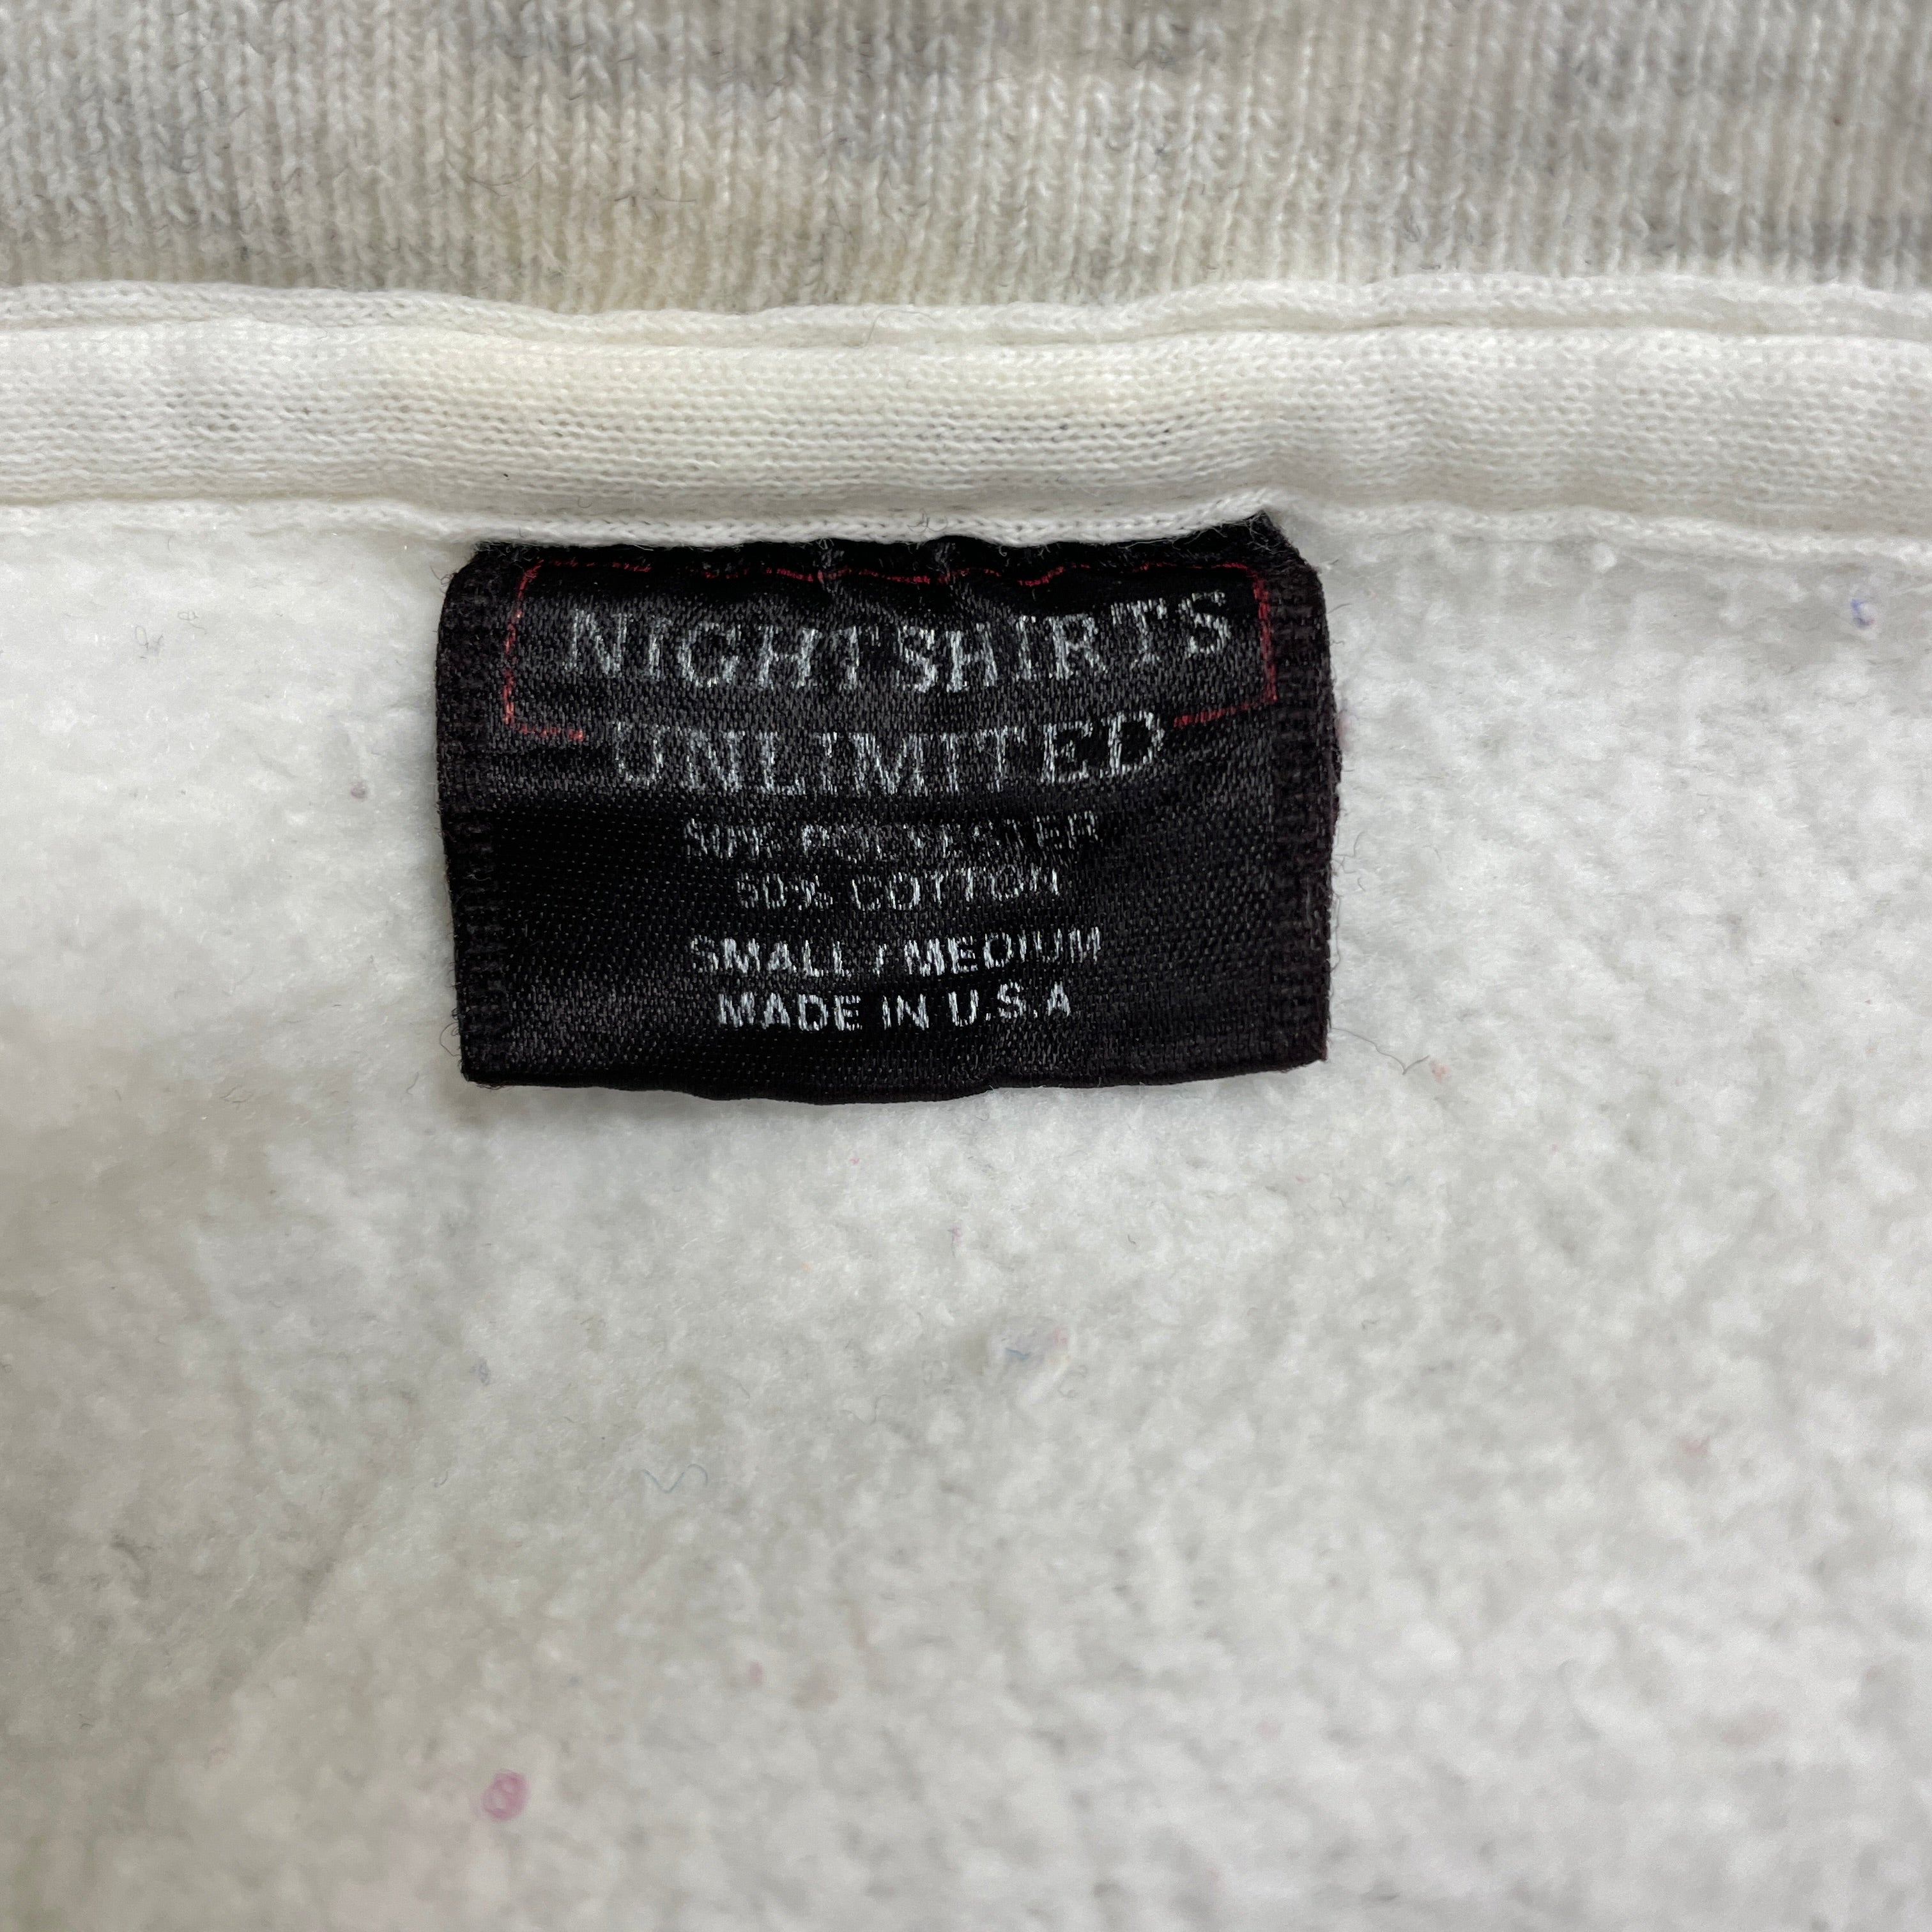 NIGHTSHIRTS
UNLIMITED
50% POLYESTER
50% COTTON
SMALL / MEDIUM
MADE IN U.S.A